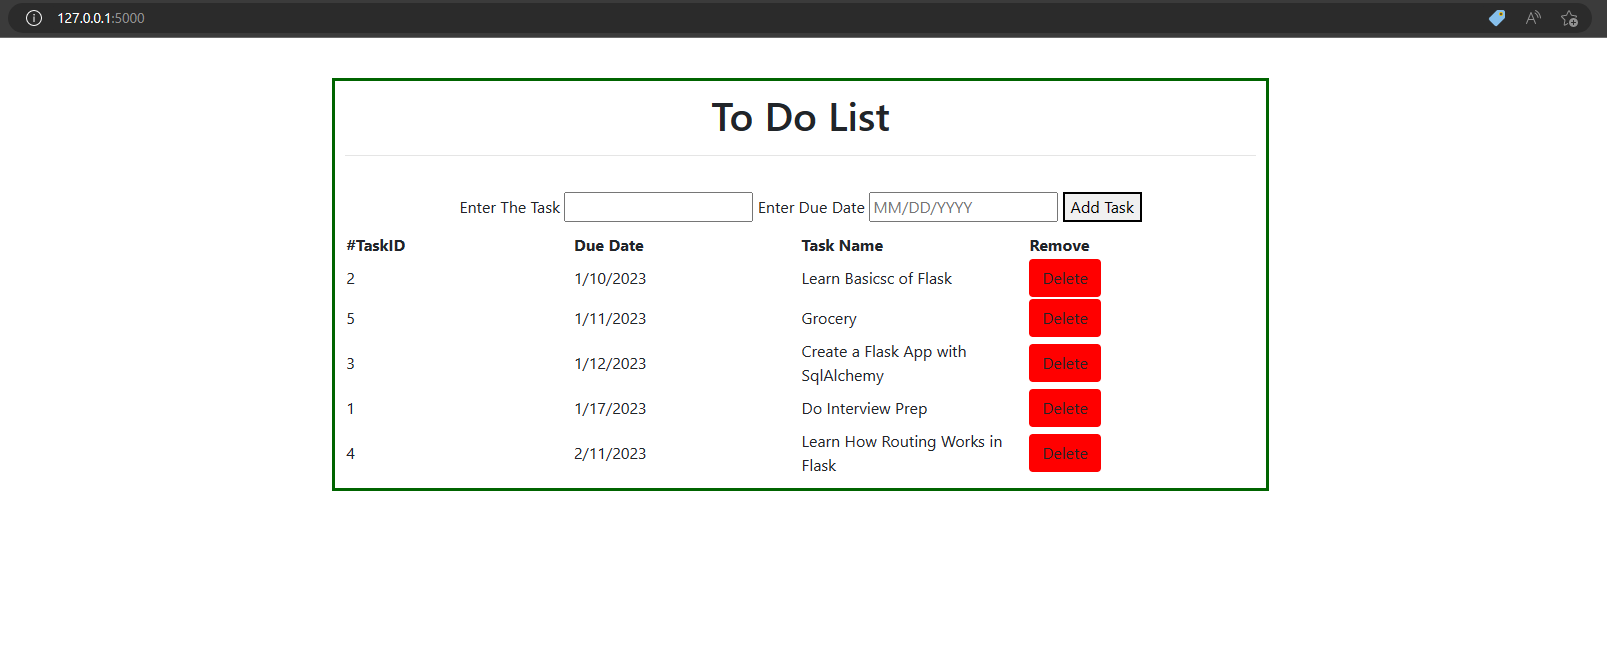 127.0.0.1:5000
To Do List
Enter The Task Enter Due Date MM/DD/YYYY Add Task
#TaskID Due Date Task Name Remove
2 1/10/2023 Learn Basicsc of Flask Delete
5 1/11/2023 Grocery Delete
3 1/12/2023 Create a Flask App with
SqlAlchemy Delete
1 1/17/2023 Do Interview Prep Delete
4 2/11/2023 Learn How Routing Works in
Flask Delete